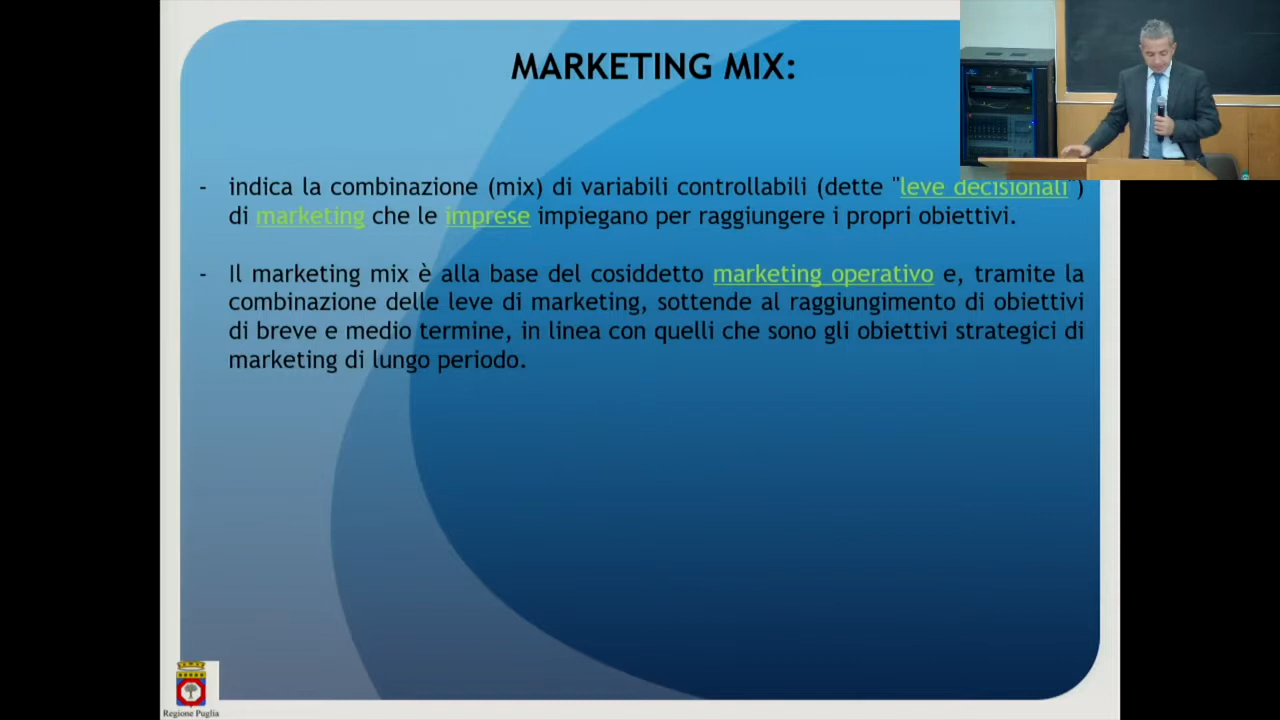 MARKETING MIX:
- indica la combinazione (mix) di variabili controllabili (dette "leve decisionali")
di marketing che le imprese impiegano per raggiungere i propri obiettivi.
- Il marketing mix è alla base del cosiddetto marketing operativo e, tramite la
combinazione delle leve di marketing, sottende al raggiungimento di obiettivi
di breve e medio termine, in linea con quelli che sono gli obiettivi strategici di
marketing di lungo periodo.
Regione Puglia